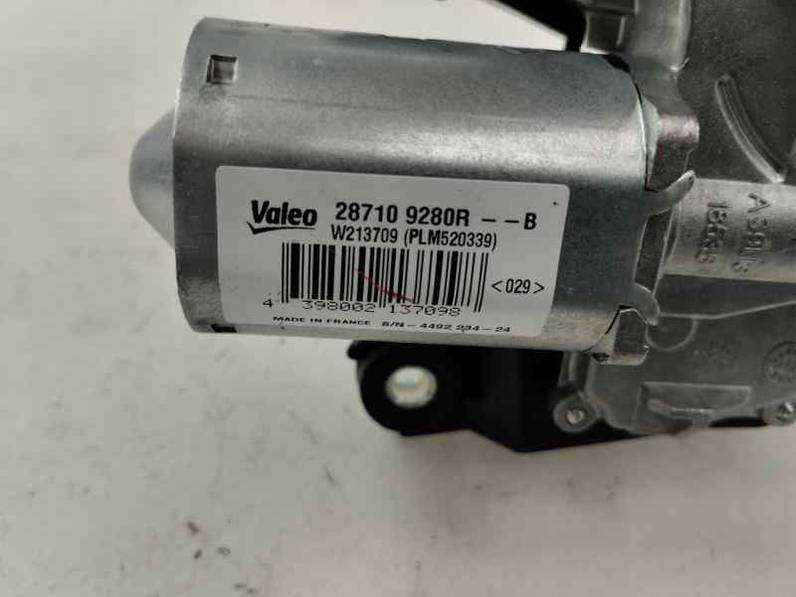 Valeo 28710 9280R -- B
W213709 (PLM520339)
<029>
4 398002 137098
MADE IN FRANCE S/N - 4492 234-24